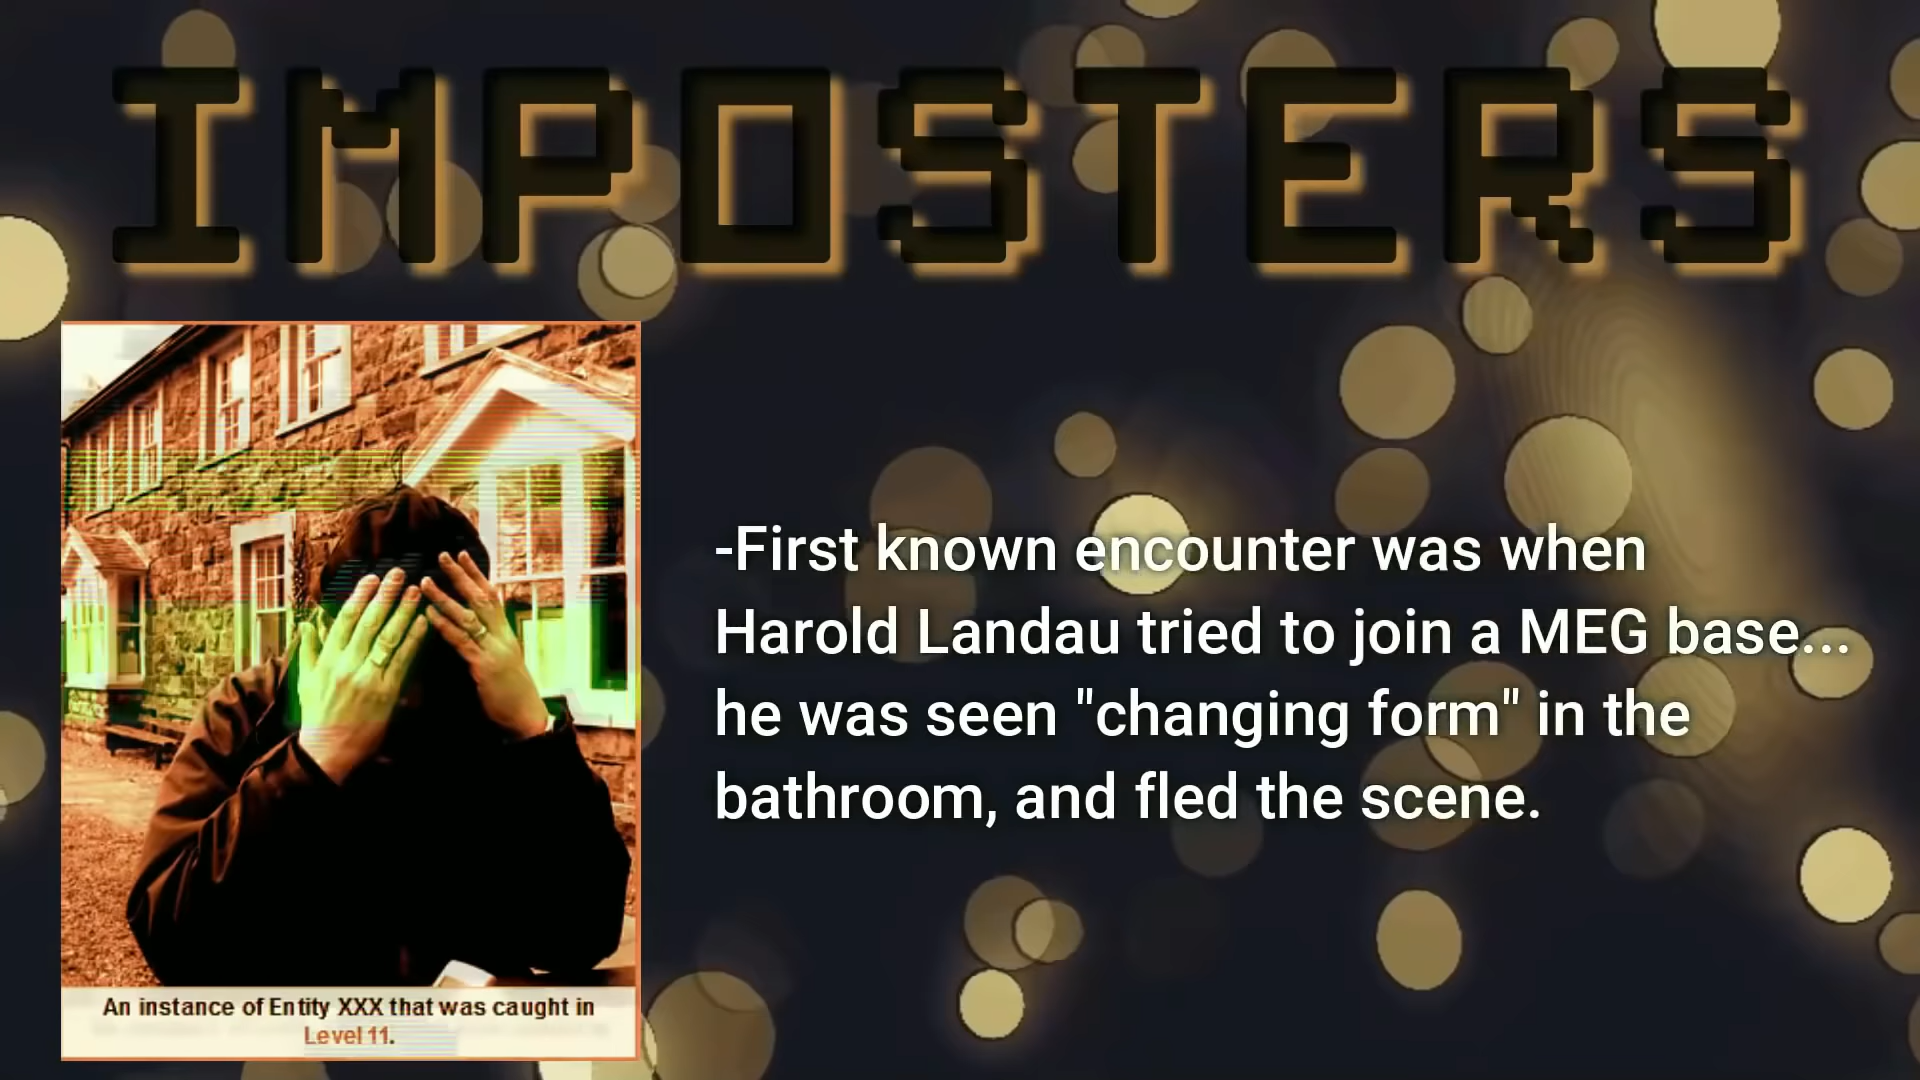 IMPOSTERS
-First known encounter was when
Harold Landau tried to join a MEG base...
he was seen "changing form" in the
bathroom, and fled the scene.
An instance of Entity XXX that was caught in
Level 11.